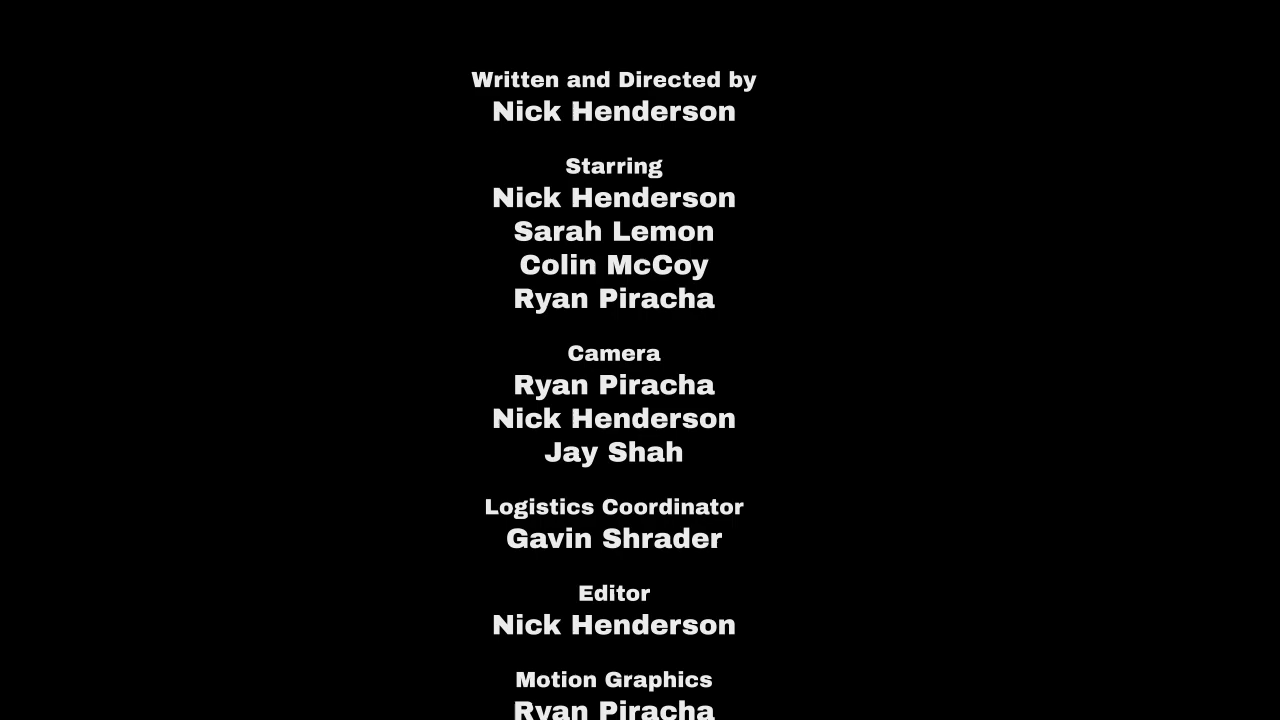 Written and Directed by
Nick Henderson
Starring
Nick Henderson
Sarah Lemon
Colin McCoy
Ryan Piracha
Camera
Ryan Piracha
Nick Henderson
Jay Shah
Logistics Coordinator
Gavin Shrader
Editor
Nick Henderson
Motion Graphics
Ryan Piracha